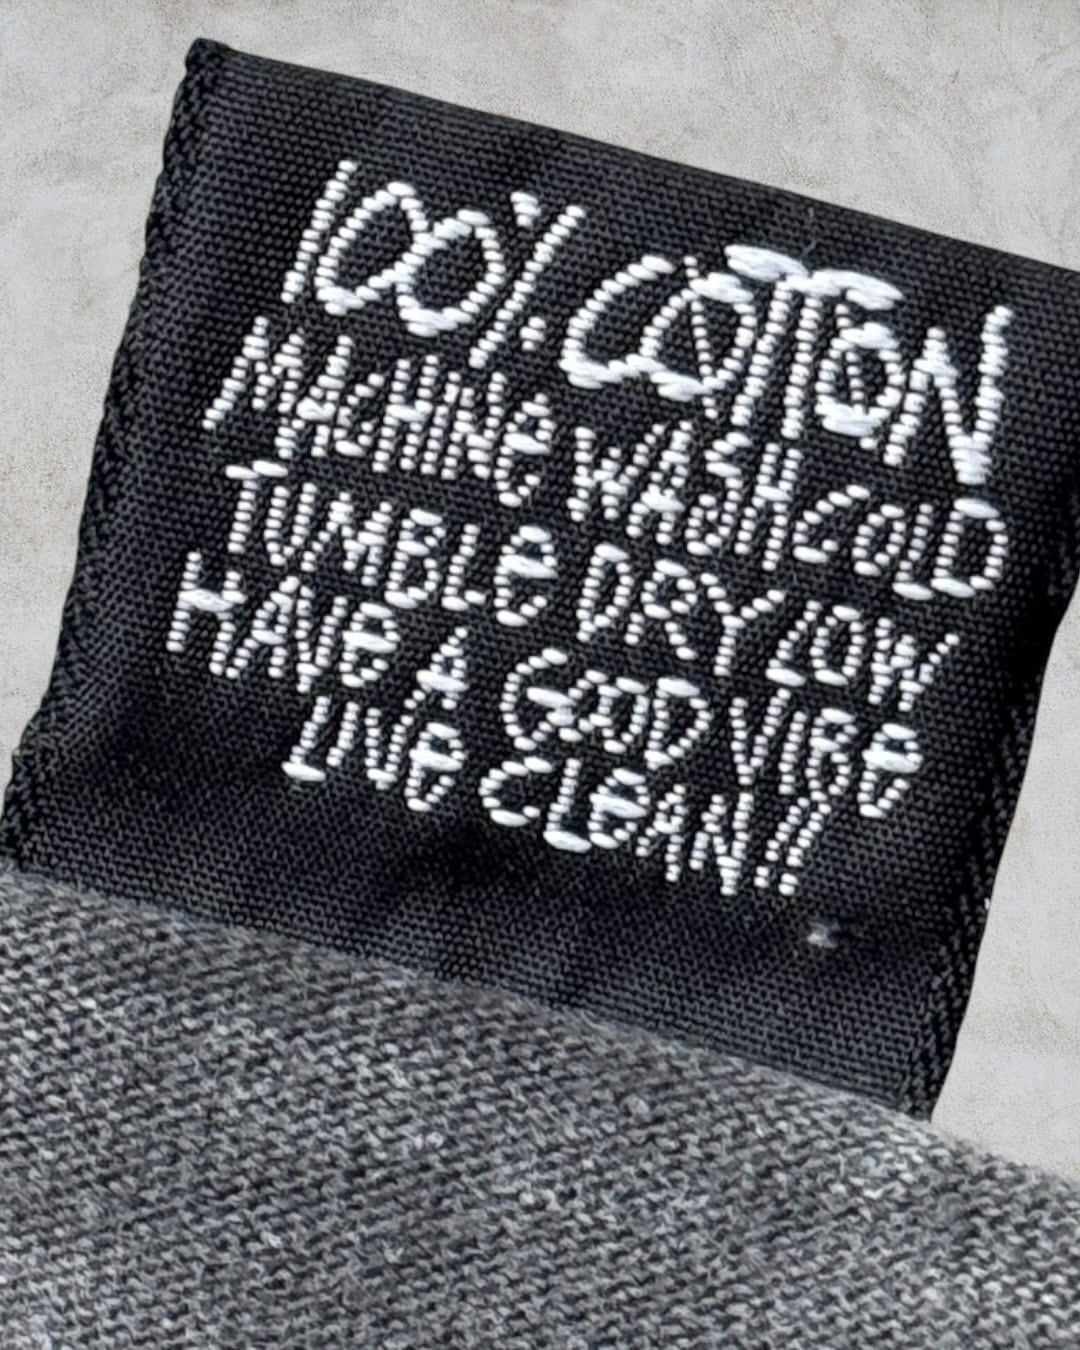 100% COTTON
MACHINe WASH COLD
TUMBLe DRY LOW
HAVe A GOOD VIBe
LIVe CLeAN!!